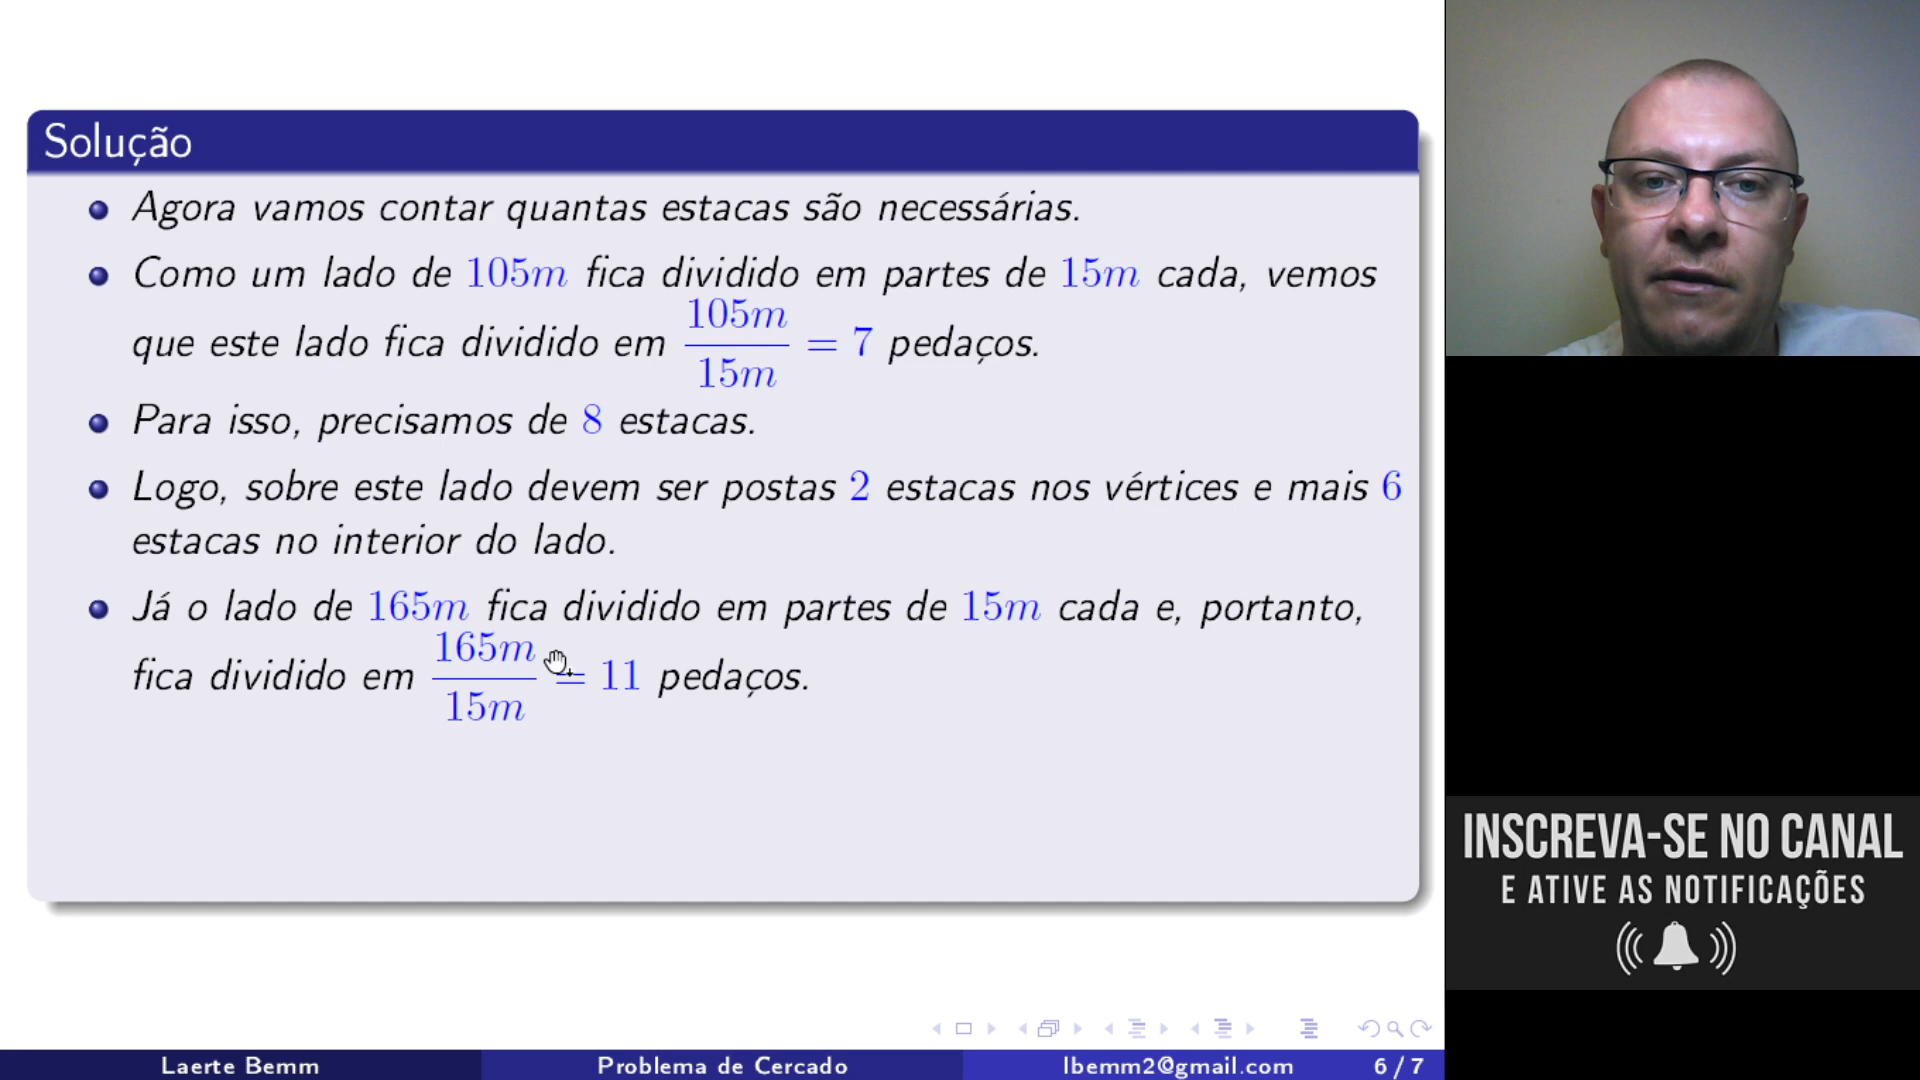 Solução
Agora vamos contar quantas estacas são necessárias.
Como um lado de 105m fica dividido em partes de 15m cada, vemos
que este lado fica dividido em 105m/15m = 7 pedaços.
Para isso, precisamos de 8 estacas.
Logo, sobre este lado devem ser postas 2 estacas nos vértices e mais 6
estacas no interior do lado.
Já o lado de 165m fica dividido em partes de 15m cada e, portanto,
fica dividido em 165m/15m = 11 pedaços.
INSCREVA-SE NO CANAL
E ATIVE AS NOTIFICAÇÕES
Laerte Bemm Problema de Cercado lbemm2@gmail.com 6 / 7